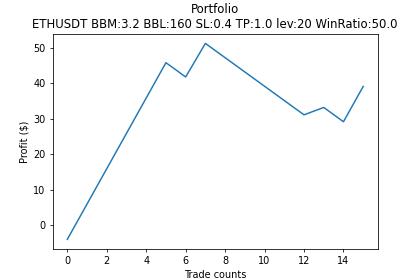 Portfolio
ETHUSDT BBM:3.2 BBL:160 SL:0.4 TP:1.0 lev:20 WinRatio:50.0
50
40
30
20
10
0
Profit ($)
0 2 4 6 8 10 12 14
Trade counts